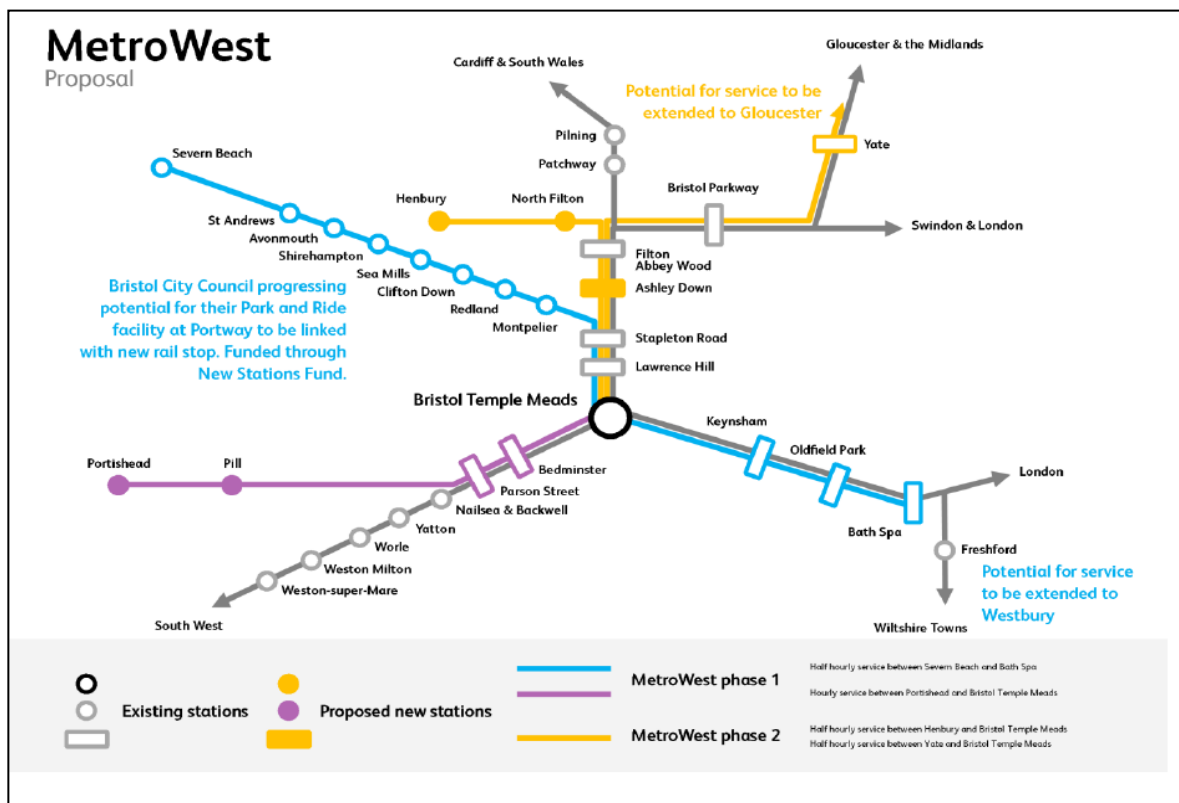 MetroWest
Proposal
Gloucester & the Midlands
Cardiff & South Wales
Potential for service to be
extended to Gloucester
Pilning
Yate
Severn Beach
Patchway
Bristol Parkway
Henbury
North Filton
St Andrews
Swindon & London
Avonmouth
Shirehampton
Filton
Abbey Wood
Sea Mills
Ashley Down
Clifton Down
Redland
Montpelier
Bristol City Council progressing
potential for their Park and Ride
facility at Portway to be linked
with new rail stop. Funded through
New Stations Fund.
Stapleton Road
Lawrence Hill
Bristol Temple Meads
Keynsham
Oldfield Park
Portishead
Pill
Bedminster
London
Parson Street
Nailsea & Backwell
Yatton
Bath Spa
Worle
Freshford
Weston Milton
Weston-super-Mare
Potential for service
to be extended to
Westbury
South West
Wiltshire Towns
Existing stations
Proposed new stations
MetroWest phase 1
Half hourly service between Severn Beach and Bath Spa
Hourly service between Portishead and Bristol Temple Meads
MetroWest phase 2
Half hourly service between Henbury and Bristol Temple Meads
Half hourly service between Yate and Bristol Temple Meads